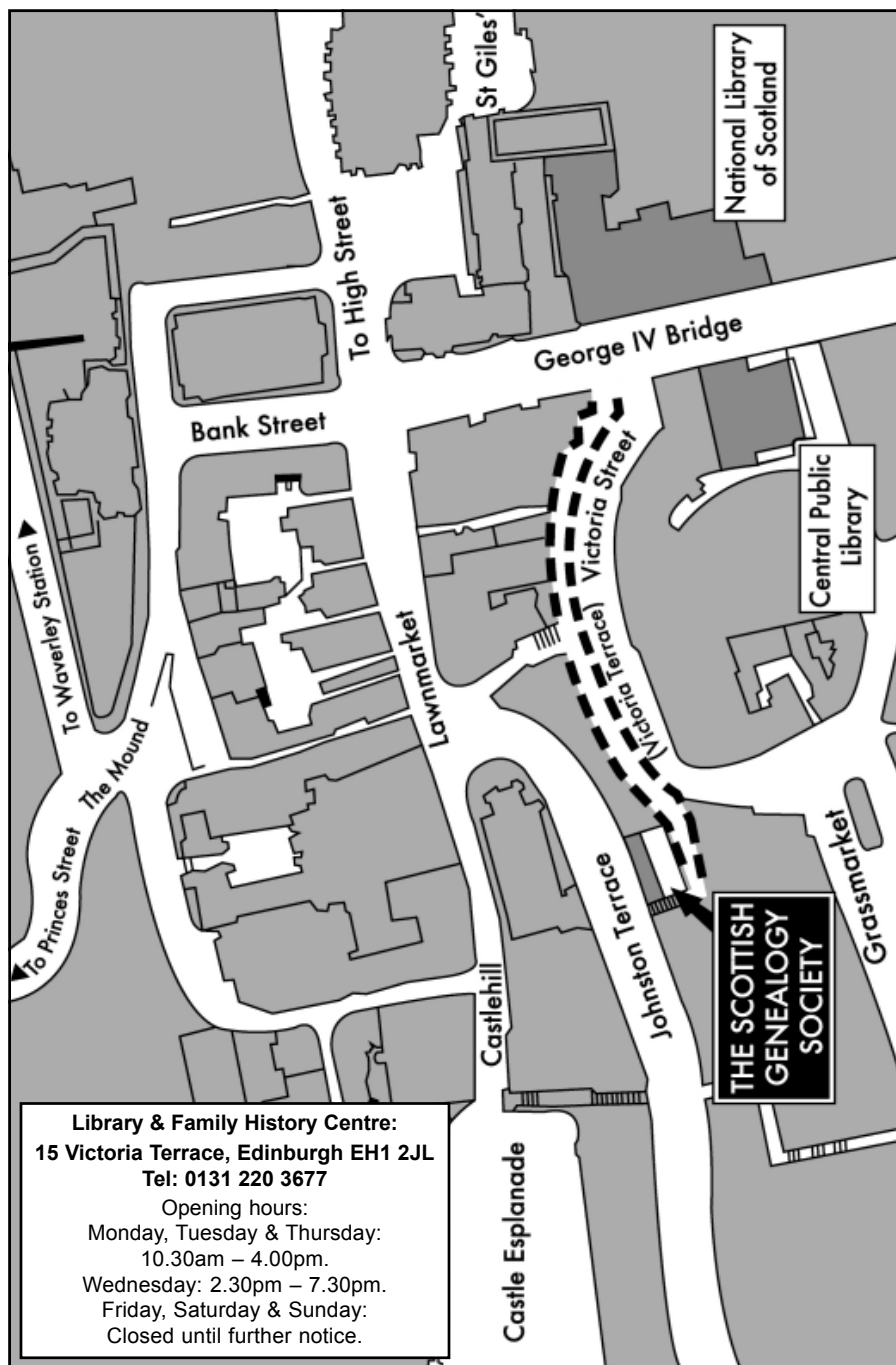 St Giles'
National Library
of Scotland
To High Street
George IV Bridge
Bank Street
Victoria Street
(Victoria Terrace)
Central Public
Library
To Waverley Station
Lawnmarket
The Mound
To Princes Street
Johnston Terrace
Grassmarket
Castlehill
THE SCOTTISH
GENEALOGY
SOCIETY
Castle Esplanade
Library & Family History Centre:
15 Victoria Terrace, Edinburgh EH1 2JL
Tel: 0131 220 3677
Opening hours:
Monday, Tuesday & Thursday:
10.30am – 4.00pm.
Wednesday: 2.30pm – 7.30pm.
Friday, Saturday & Sunday:
Closed until further notice.